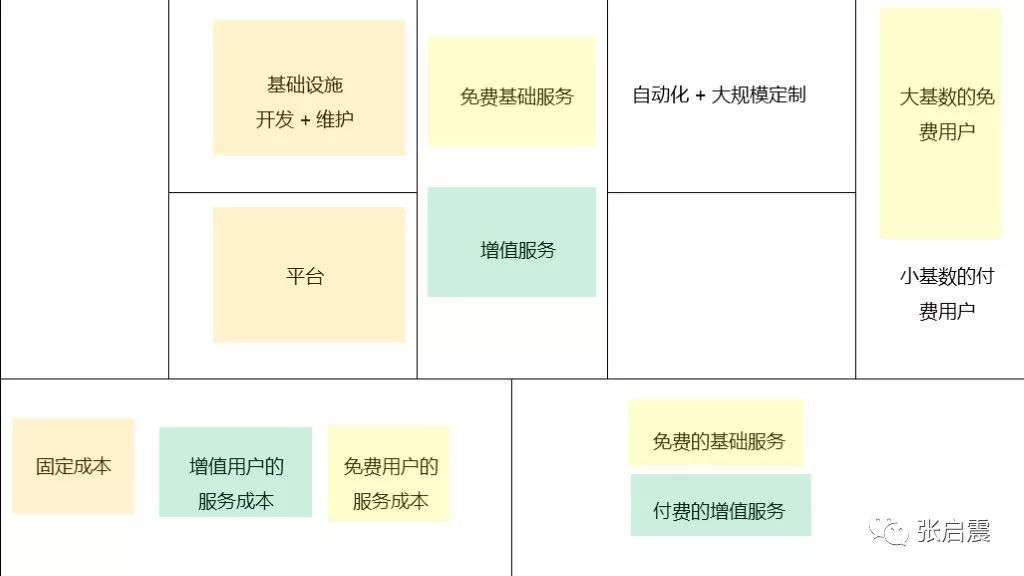 基础设施
开发 + 维护
免费基础服务
自动化 + 大规模定制
大基数的免
费用户
平台
增值服务
小基数的付
费用户
固定成本
增值用户的
服务成本
免费用户的
服务成本
免费的基础服务
付费的增值服务
张启震